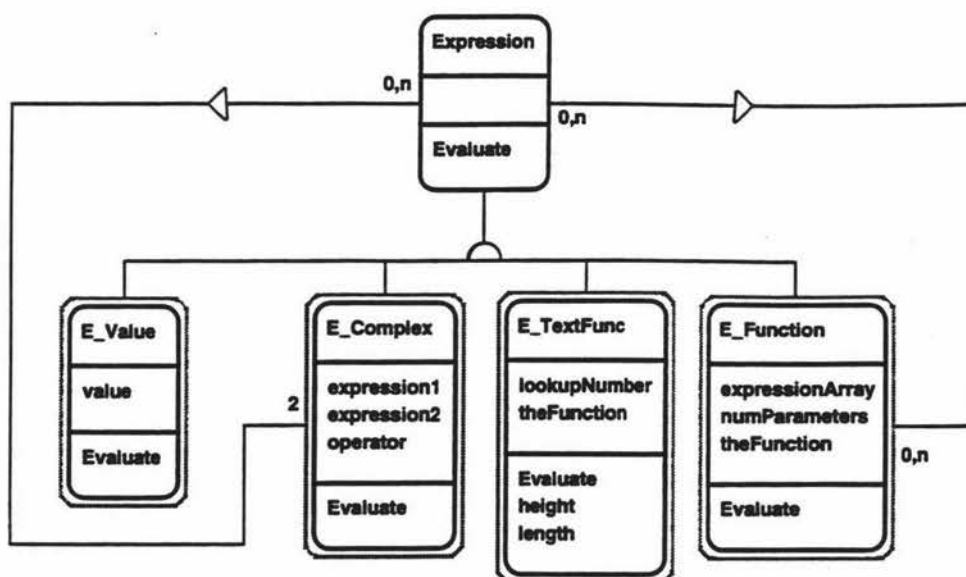 Expression
0,n
0,n
Evaluate
E_Value
value
Evaluate
E_Complex
2
expression1
expression2
operator
Evaluate
E_TextFunc
lookupNumber
theFunction
Evaluate
height
length
E_Function
expressionArray
numParameters
theFunction
0,n
Evaluate